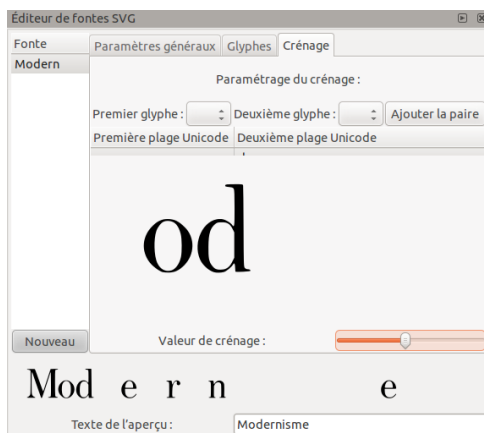 Éditeur de fontes SVG
Fonte
Paramètres généraux Glyphes Crénage
Modern
Paramétrage du crénage :
Premier glyphe : Deuxième glyphe : Ajouter la paire
Première plage Unicode Deuxième plage Unicode
od
Nouveau
Valeur de crénage :
Mod e r n e
Texte de l'aperçu : Modernisme